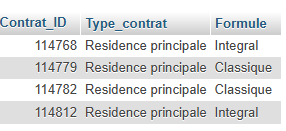 Contrat_ID Type_contrat Formule
114768 Residence principale Integral
114779 Residence principale Classique
114782 Residence principale Classique
114812 Residence principale Integral